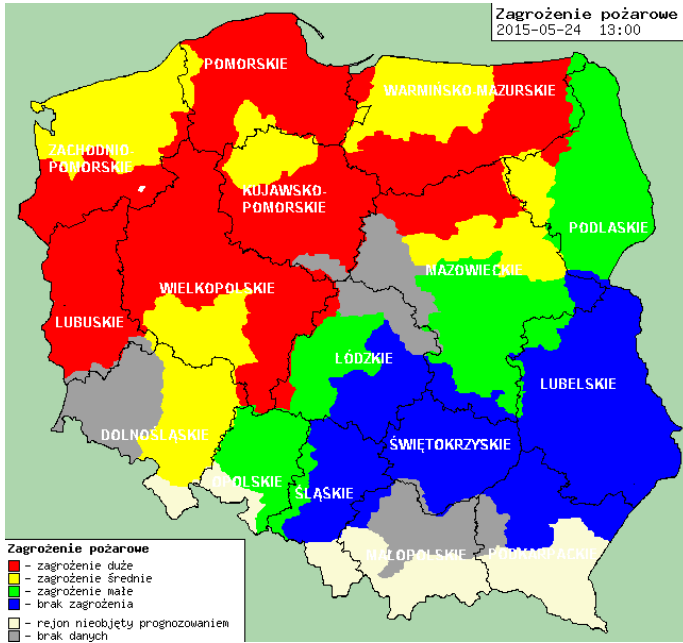 Zagrożenie pożarowe
2015-05-24 13:00
POMORSKIE
WARMIŃSKO-MAZURSKIE
ZACHODNIO-
POMORSKIE
KUJAWSKO-
POMORSKIE
PODLASKIE
MAZOWIECKIE
WIELKOPOLSKIE
LUBUSKIE
ŁÓDZKIE
LUBELSKIE
DOLNOŚLĄSKIE
ŚWIĘTOKRZYSKIE
OPOLSKIE
ŚLĄSKIE
MAŁOPOLSKIE
PODKARPACKIE
Zagrożenie pożarowe
- zagrożenie duże
- zagrożenie średnie
- zagrożenie małe
- brak zagrożenia
- rejon nieobjęty prognozowaniem
- brak danych